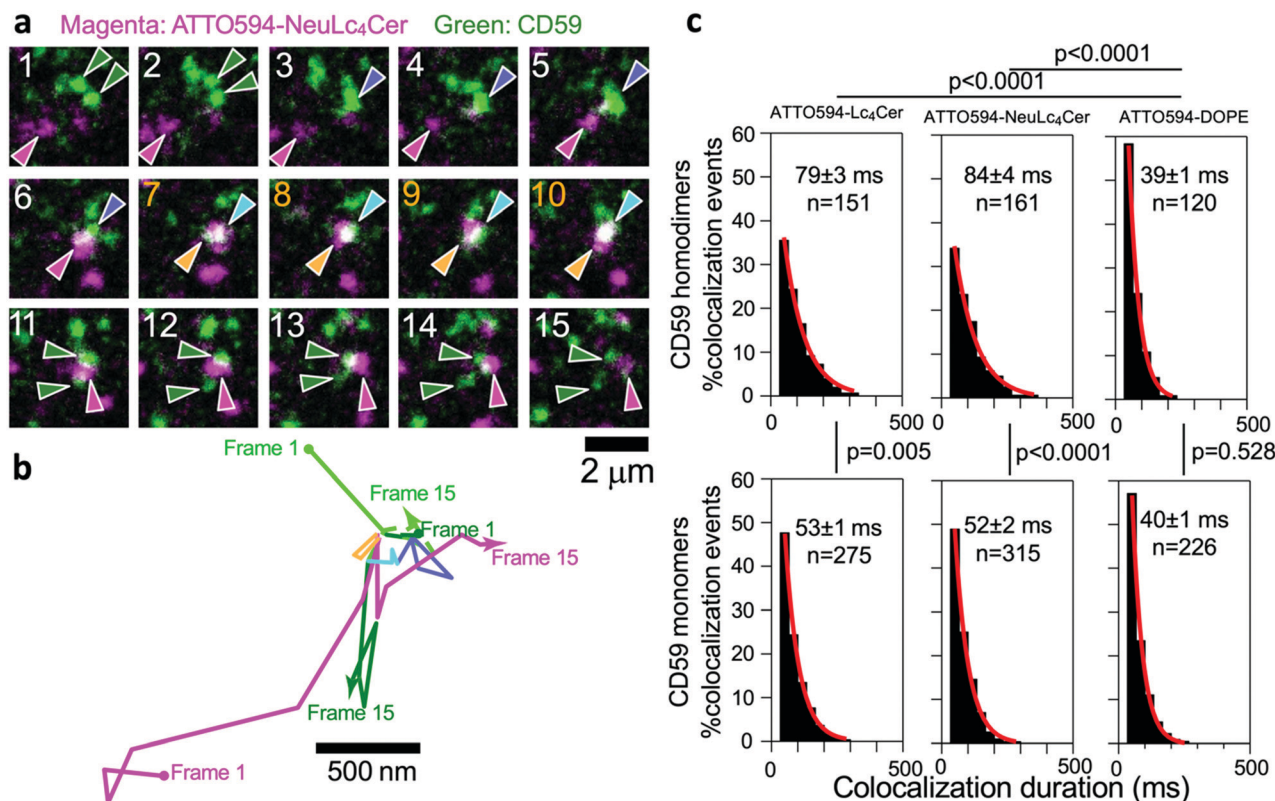 a
Magenta: ATTO594-NeuLc₄Cer Green: CD59
1
2
3
4
5
6
7
8
9
10
11
12
13
14
15
2 μm
b
Frame 1
Frame 15
Frame 1
Frame 15
Frame 15
Frame 1
500 nm
c
p<0.0001
p<0.0001
ATTO594-Lc₄Cer
ATTO594-NeuLc₄Cer
ATTO594-DOPE
CD59 homodimers
%colocalization events
60
50
40
30
20
10
0
79±3 ms
n=151
84±4 ms
n=161
39±1 ms
n=120
0
500
0
500
0
500
p=0.005
p<0.0001
p=0.528
CD59 monomers
%colocalization events
60
50
40
30
20
10
0
53±1 ms
n=275
52±2 ms
n=315
40±1 ms
n=226
0
500
0
500
0
500
Colocalization duration (ms)